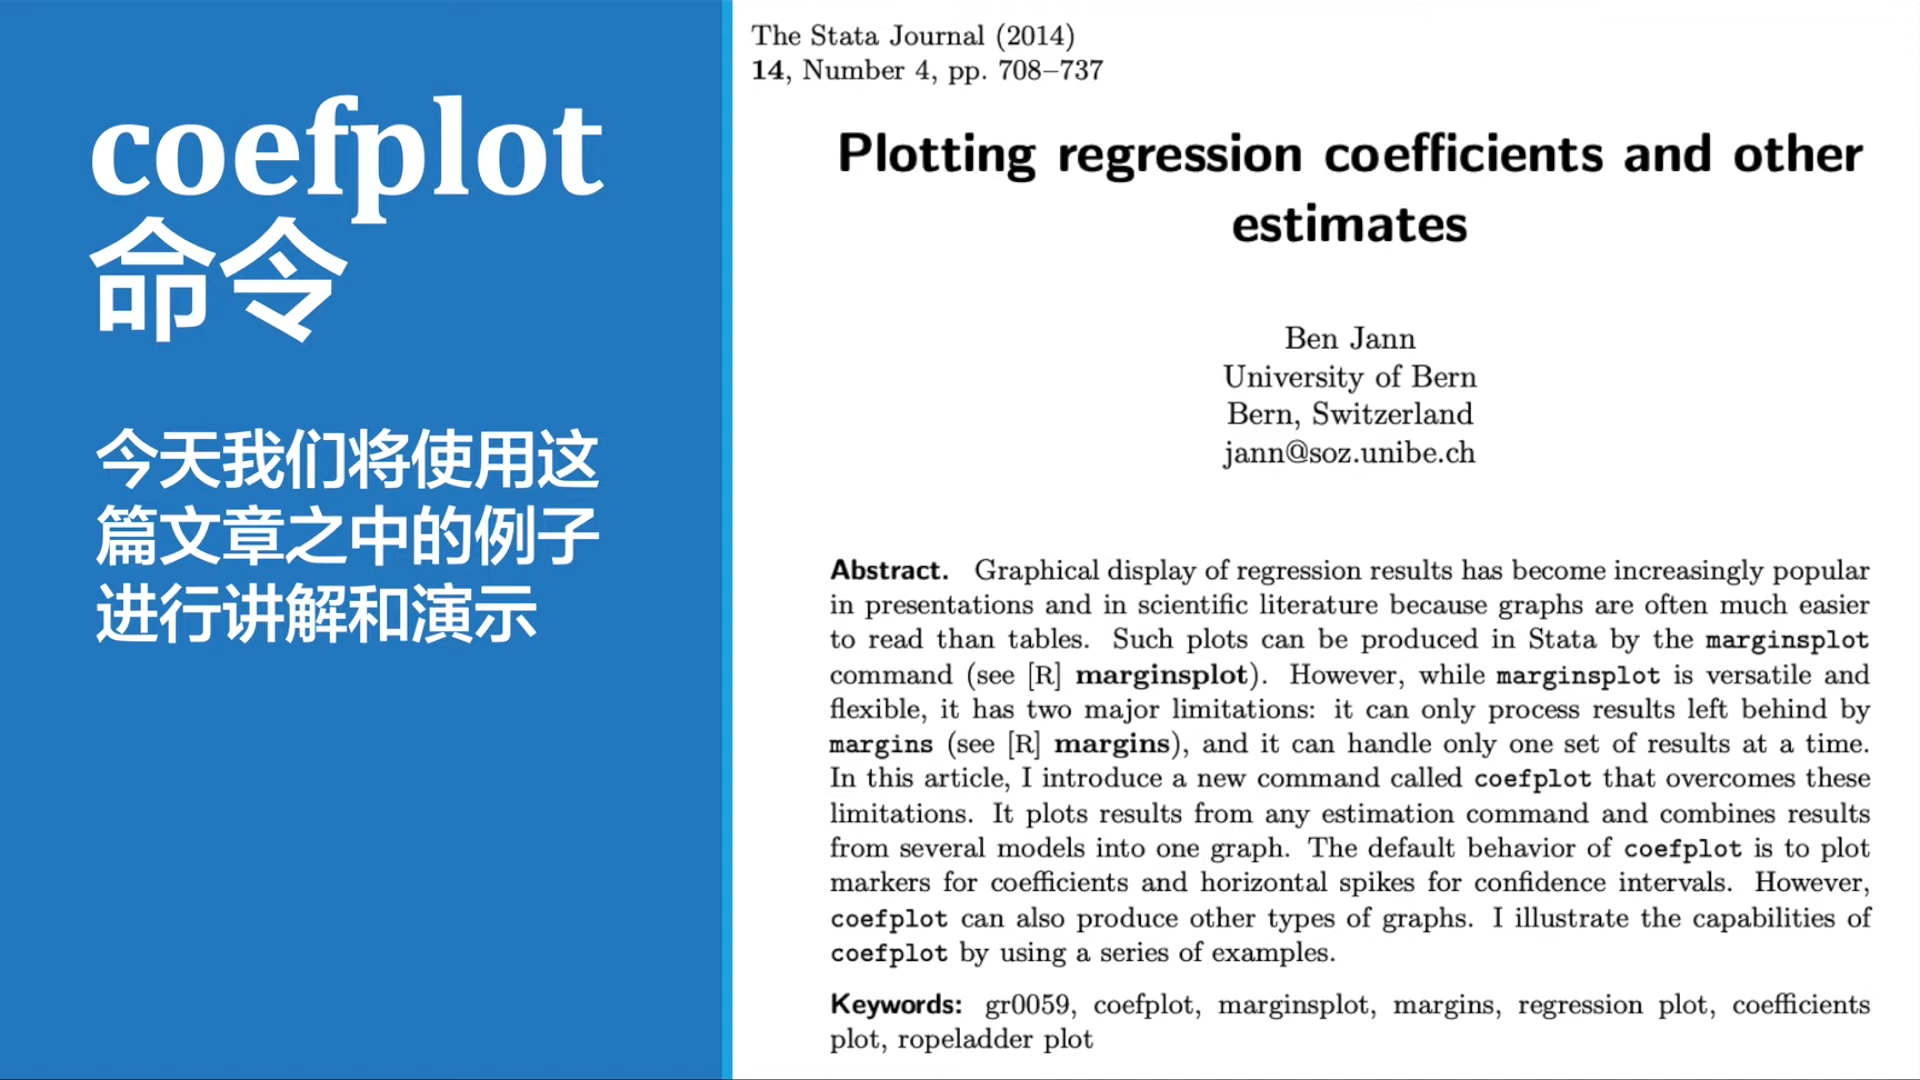 coefplot
命令
今天我们将使用这
篇文章之中的例子
进行讲解和演示
The Stata Journal (2014)
14, Number 4, pp. 708–737
Plotting regression coefficients and other
estimates
Ben Jann
University of Bern
Bern, Switzerland
jann@soz.unibe.ch
Abstract. Graphical display of regression results has become increasingly popular
in presentations and in scientific literature because graphs are often much easier
to read than tables. Such plots can be produced in Stata by the marginsplot
command (see [R] marginsplot). However, while marginsplot is versatile and
flexible, it has two major limitations: it can only process results left behind by
margins (see [R] margins), and it can handle only one set of results at a time.
In this article, I introduce a new command called coefplot that overcomes these
limitations. It plots results from any estimation command and combines results
from several models into one graph. The default behavior of coefplot is to plot
markers for coefficients and horizontal spikes for confidence intervals. However,
coefplot can also produce other types of graphs. I illustrate the capabilities of
coefplot by using a series of examples.
Keywords: gr0059, coefplot, marginsplot, margins, regression plot, coefficients
plot, ropeladder plot